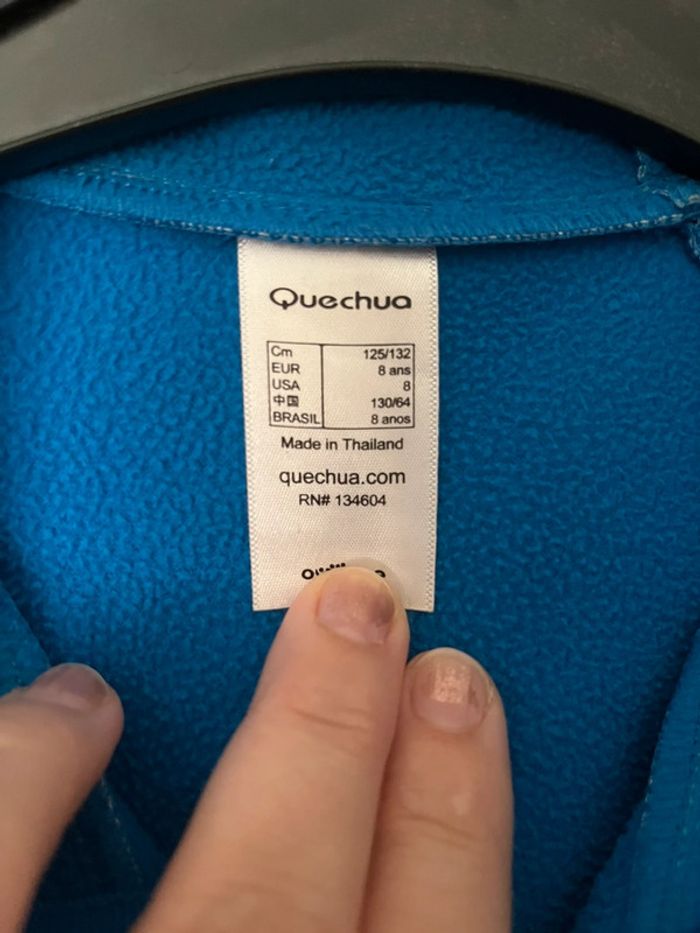 Quechua
Cm 125/132
EUR 8 ans
USA 8
中国 130/64
BRASIL 8 anos
Made in Thailand
quechua.com
RN# 134604